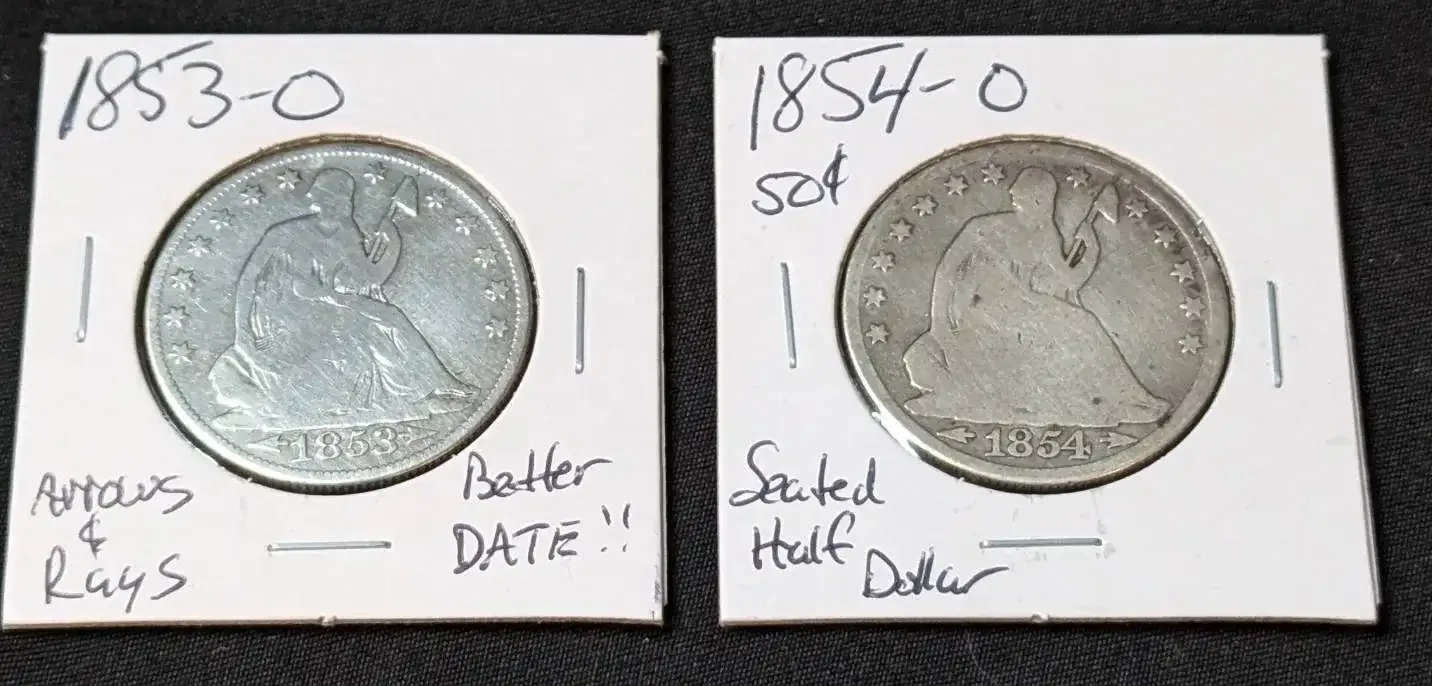 1853-O
1853
Arrows
&
Rays
Better
DATE!!
1854-O
50¢
1854
Seated
Half
Dollar